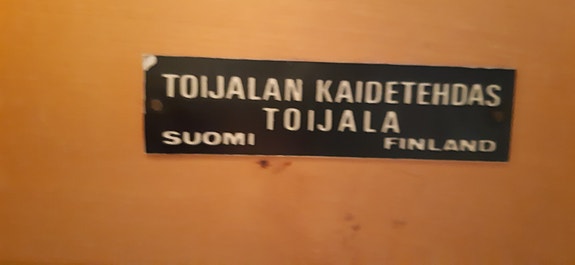 TOIJALAN KAIDETEHDAS
TOIJALA
SUOMI FINLAND